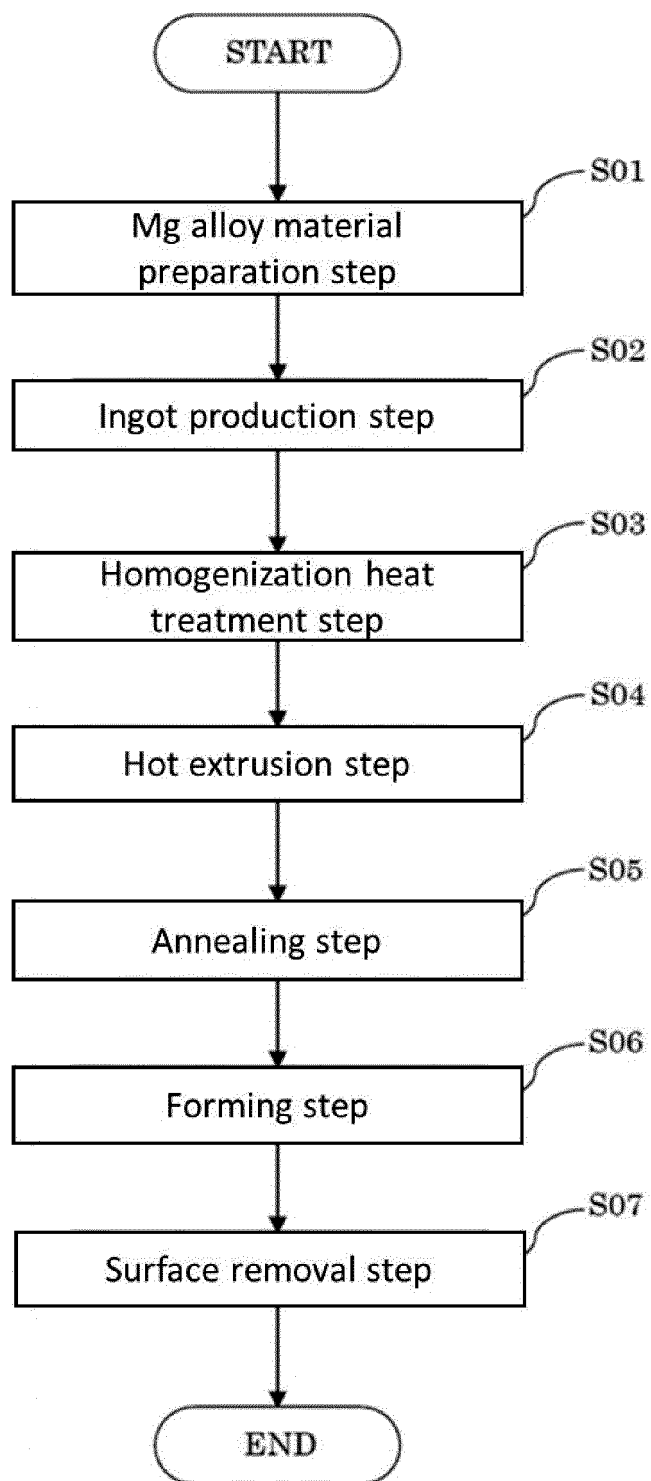 START
S01
Mg alloy material
preparation step
S02
Ingot production step
S03
Homogenization heat
treatment step
S04
Hot extrusion step
S05
Annealing step
S06
Forming step
S07
Surface removal step
END